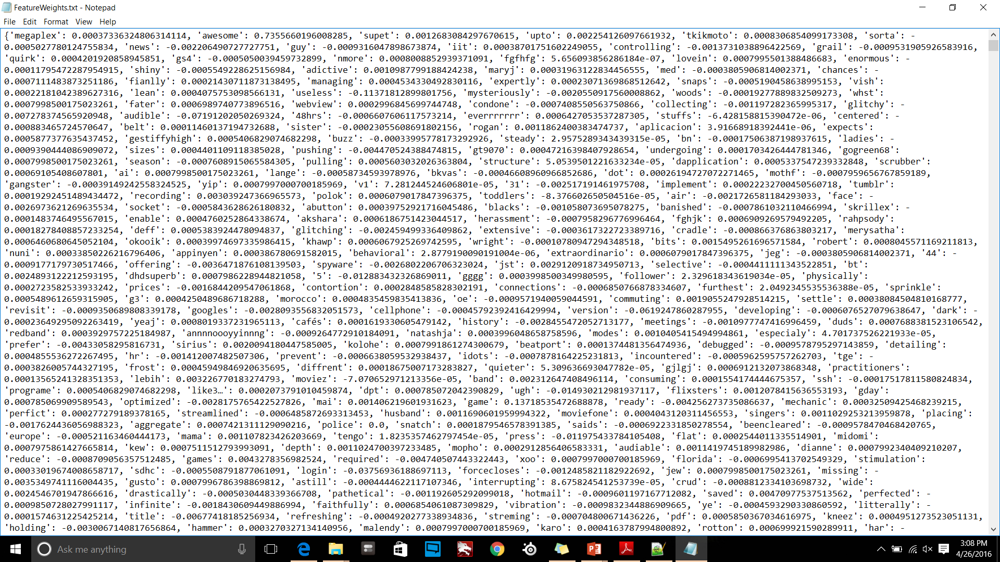 FeatureWeights.txt - Notepad
File Edit Format View Help
{'megaplex': 0.00037336324806314114, 'awesome': 0.7355660196008285, 'supet': 0.0012683084297670615, 'upto': 0.002254126097661932, 'tkikmoto': 0.0008306854099173308, 'sorta': -
0.0005027780124755834, 'news': -0.002206490727727751, 'guy': -0.0009316047898673874, 'iit': 0.00038701751602249055, 'controlling': -0.0013731038896422569, 'grail': -0.0009531905926583916,
'quirk': 0.0004201920858945851, 'gs4': -0.0005050039459732899, 'nmore': 0.0008008852939371091, 'fgfhfg': 5.656093856286184e-07, 'lovein': 0.0007995501388486683, 'enormous': -
0.00011795472287954915, 'shiny': -0.0005549228625156984, 'adictive': 0.0010987799188424238, 'maryj': 0.00031963122834456555, 'med': -0.0003805906814002371, 'chances': -
0.0007111483873251186, 'fianlly': 0.00021430711873138495, 'managing': 0.0004534330492830116, 'expertly': 0.00023071369868512642, 'snaps': -0.0005190458638995153, 'vish':
0.00022181042389627316, 'lean': 0.0004075753098566131, 'useless': -0.11371812899801756, 'mysteriously': -0.0020550917560008862, 'woods': -0.00019277889832509273, 'whst':
0.0007998500175023261, 'fater': 0.0006989740773896516, 'webview': 0.0002996845699744748, 'condone': -0.0007408550563750866, 'collecting': -0.001197282365995317, 'glitchy': -
0.007278374565920948, 'audible': -0.07191202050269324, '48hrs': -0.0006607606117573214, 'everrrrrrr': 0.0006427053537287305, 'stuffs': -6.428158815390472e-06, 'centered': -
0.000883465724570647, 'belt': 0.00011460137194732688, 'sister': -0.00023055608691802156, 'rogan': 0.0011862400383474737, 'aplicacion': 3.91668918392441e-06, 'expects':
0.0005877377635437452, 'gestiffyhigh': 0.0005406829074682298, 'buzz': -0.00033995778173292926, 'steady': 2.9575289343439315e-05, 'bn': -0.00017506387198937615, 'ladies': -
0.0009390444086909072, 'sizes': 0.0004401109118385028, 'pushing': -0.004470524388474815, 'gt9070': 0.00047216398407928654, 'undergoing': 0.0001703426444781346, 'gogreen68':
0.0007998500175023261, 'season': -0.0007608915065584305, 'pulling': 0.0005603032026363804, 'structure': 5.0539501221633234e-05, 'dapplication': 0.0005337547239332848, 'scrubber':
0.00069105408607801, 'ai': 0.0007998500175023261, 'lange': -0.00058734593978976, 'bkvas': -0.00046608960966852686, 'dot': 0.00026194727072271465, 'mothf': -0.0007959656767859189,
'gangster': -0.00039149242558324525, 'yip': 0.0007997000700185969, 'v1': 7.281244524606801e-05, '31': -0.002517191461975708, 'implement': 0.00022232700450560718, 'tumblr':
0.00019292451489434472, 'recording': 0.003039247366965573, 'polok': 0.0006079017847396375, 'toddlers': -8.376602650504516e-05, 'air': -0.0021726581184293033, 'face': -
0.0026973621269635534, 'socket': -0.0005843628626180832, 'abutton': 0.00039752921716045486, 'blacks': -0.001058073695078275, 'banished': -0.0007861032110466994, 'skrillex': -
0.0001483746495567015, 'enable': 0.00047602528643386​74, 'akshara': 0.0006186751423044517, 'herassment': -0.0007958296776996464, 'fghjk': 0.0006909269579492205, 'rahpsody':
0.00018278408857233254, 'deff': 0.0005383924478094837, 'glitching': -0.002459499336409862, 'extensive': -0.0003617322723389716, 'cradle': -0.000866376863803217, 'merysatha':
0.0006460680645052104, 'okooik': 0.00039974697335986415, 'khawp': 0.0006067925269742595, 'wright': -0.00010780947294348518, 'bits': 0.0015495261696571584, 'robert': 0.0008045571169211813,
'nuni': 0.00033850226216796406, 'appinyen': 0.000386780691582015, 'behavioral': 2.8779190090191004e-06, 'extraordinario': 0.0006079017847396375, 'jeg': -0.0003805906814002371, '44': -
0.0009177179730517466, 'offering': -0.0036471876108139503, 'spyware': -0.0026802206706323024, 'jst': 0.0029120918734950713, 'selective': -0.0004411111343522851, 'bt':
0.0024893122212593195, 'dhdsuperb': 0.0007986228944821058, '5': -0.012883432326869011, 'gggg': 0.0003998500349980595, 'follower': 2.329618343619034e-05, 'physically':
0.0002723582533933242, 'prices': -0.0016844209547061868, 'contortion': 0.0002848585828302191, 'connections': -0.0006850766878334607, 'furthest': 2.0492345535536388e-05, 'sprinkle':
0.0005489612659315905, 'g3': 0.0004250489686718288, 'morocco': 0.0004835459835413836, 'oe': -0.0009571940059044591, 'commuting': 0.0019055247928514215, 'settle': 0.00038084504810168777,
'revisit': -0.0009350689808339178, 'googles': -0.0028093556832051573, 'cellphone': -0.00045792392416429994, 'version': -0.0619247860287955, 'developing': -0.0006076527079638647, 'dark': -
0.00023649295092263419, 'yeaj': 0.0008019337231965113, 'cafés': 0.0001619330605479142, 'history': -0.0028455472052713177, 'meetings': -0.0010977747416996459, 'duds': 0.0007688381523106542,
'redband': 0.0003929757225184987, 'annnnoooyyinnng': -0.0009264772910184091, 'natashja': 0.0003996048658758596, 'modes': 0.0010405415494994861, 'especialy': 4.701737526221933e-05,
'prefer': -0.00433058295816731, 'sirius': 0.0020094180447585005, 'kolohe': 0.0007991861274300679, 'beatport': 0.0001374481356474936, 'debugged': -0.0009578795297143859, 'detailing':
0.0004855536272267495, 'hr': -0.001412007482507306, 'prevent': -0.0006638059532938437, 'idots': -0.0007878164225231813, 'incountered': -0.0005962595757262703, 'tge': -
0.0003826005744327195, 'frost': 0.00045949846920635695, 'diffrent': 0.00018675007173283827, 'quieter': 5.309636693047782e-05, 'gjlgj': 0.0006912132073868348, 'practitioners':
0.00013565241328351353, 'lebih': 0.0032267701832​74793, 'moviez': -7.070652971213356e-05, 'band': 0.002312647408496114, 'consuming': 0.0001554174444675357, 'ssh': -0.00017517811580824834,
'programe': 0.0005406829074682298, 'like3…': 0.0002073791010459874, 'dpt': 0.000785072042390829, 'ugh': -0.014930212981937117, 'flixsters': 0.0012078415636553193, 'gday':
0.000785069909589543, 'optimized': -0.0028175765422527826, 'mai': 0.001406219601931623, 'game': 0.13718535472688878, 'ready': -0.004256273735086637, 'mechanic': 0.00032509425468239215,
'perfict': 0.000277279189378165, 'streamlined': -0.0006485872693313453, 'husband': 0.0011690601959994322, 'moviefone': 0.0004043120311456553, 'singers': 0.0011029253213959878, 'placing':
-0.0017624436056988323, 'aggregate': 0.0007421311129090216, 'police': 0.0, 'snatch': 0.0001879546578391385, 'saids': -0.0006922331850278554, 'beencleared': -0.0009578470468420765,
'europe': -0.000521163460444173, 'mama': 0.0011078234262​03669, 'tengo': 1.8235357462797454e-05, 'press': -0.011975433784105408, 'flat': 0.0002544011335514901, 'midomi':
0.0007975861427665814, 'kew': 0.0007511512793993091, 'depth': 0.0011024700397233485, 'mopho': 0.0002912856406583331, 'audiable': 0.0011419745189982986, 'dianne': 0.0007992340409210207,
'reduce': -0.0008709056357512485, 'games': 0.0043278356982524, 'required': -0.004740507443322443, 'xoo': 0.0007997000700185969, 'florida': -0.0006995413702549329, 'stimulation':
0.00033019674008658717, 'sdhc': -0.0005508791877061091, 'login': -0.03756936188697113, 'forcecloses': -0.0012485821182922692, 'jew': 0.0007998500175023261, 'missing': -
0.0035349741116004435, 'gusto': 0.0007996786398869812, 'astill': -0.0004444622117107346, 'interrupting': 8.675824541253739e-05, 'crud': -0.0008812334103698732, 'wide':
0.0024546701947866616, 'drastically': -0.0005030448339366708, 'pathetical': -0.001192605292099018, 'hotmail': -0.0009601197167712082, 'saved': 0.00470977537513562, 'perfected': -
0.0009850728027991117, 'infinite': -0.0018430609449886994, 'faithfully': 0.0006854061087309829, 'vibration': -0.0009832344886909665, 'ye': -0.0004593290330860592, 'litterally': -
0.00015746312254​25214, 'title': -0.00677418185256934, 'refreshing': -0.0004920277338934836, 'streming': -0.000704800671436226, 'pdf': 0.0005850367034616975, 'kneez': 0.0004951273523051131,
'holding': -0.0030067140817656864, 'hammer': 0.0003270327134140956, 'malendy': 0.0007997000700185969, 'karo': 0.0004163787994800892, 'rotton': 0.000699921590289911, 'har': -
Ask me anything
3:08 PM
4/26/2016